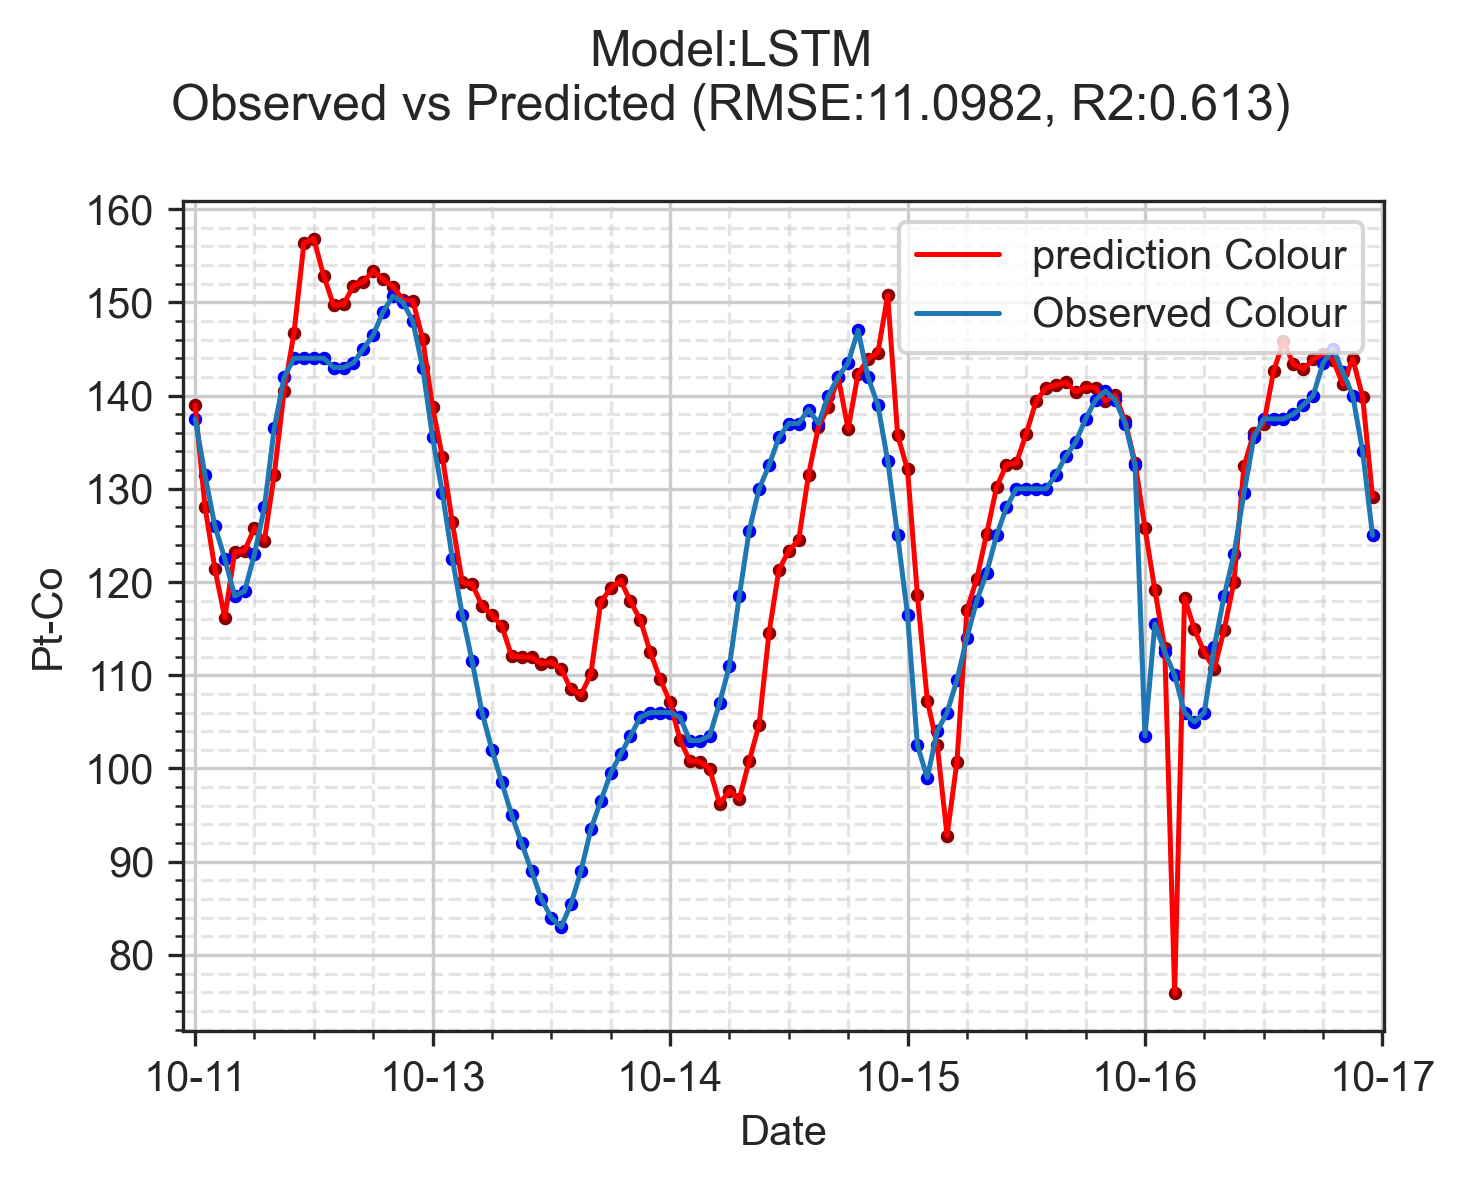 Model:LSTM
Observed vs Predicted (RMSE:11.0982, R2:0.613)
160
150
140
130
120
110
100
90
80
Pt-Co
prediction Colour
Observed Colour
10-11 10-13 10-14 10-15 10-16 10-17
Date